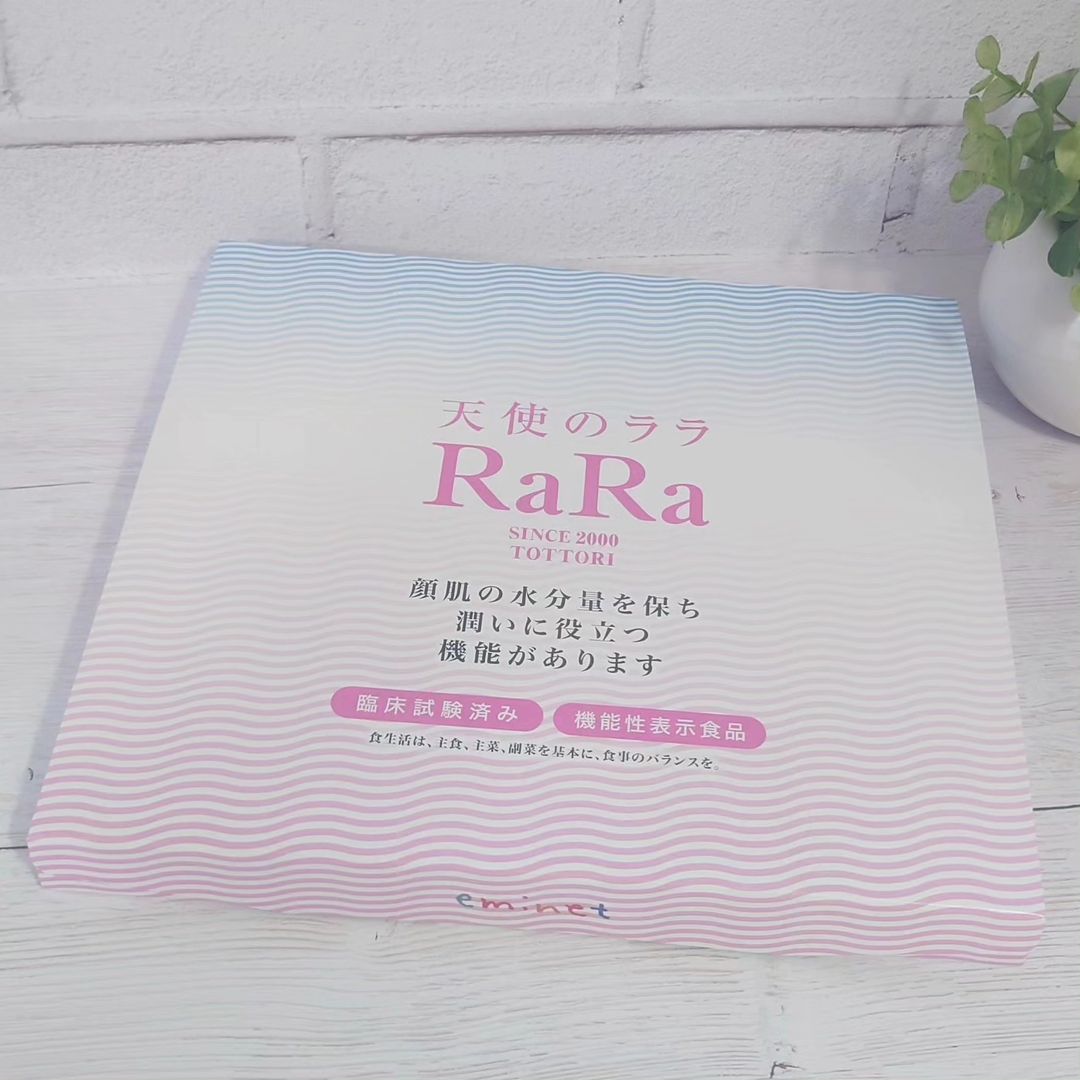 天使のララ
RaRa
SINCE 2000
TOTTORI
顔肌の水分量を保ち
潤いに役立つ
機能があります
臨床試験済み 機能性表示食品
食生活は、主食、主菜、副菜を基本に、食事のバランスを。
eminet